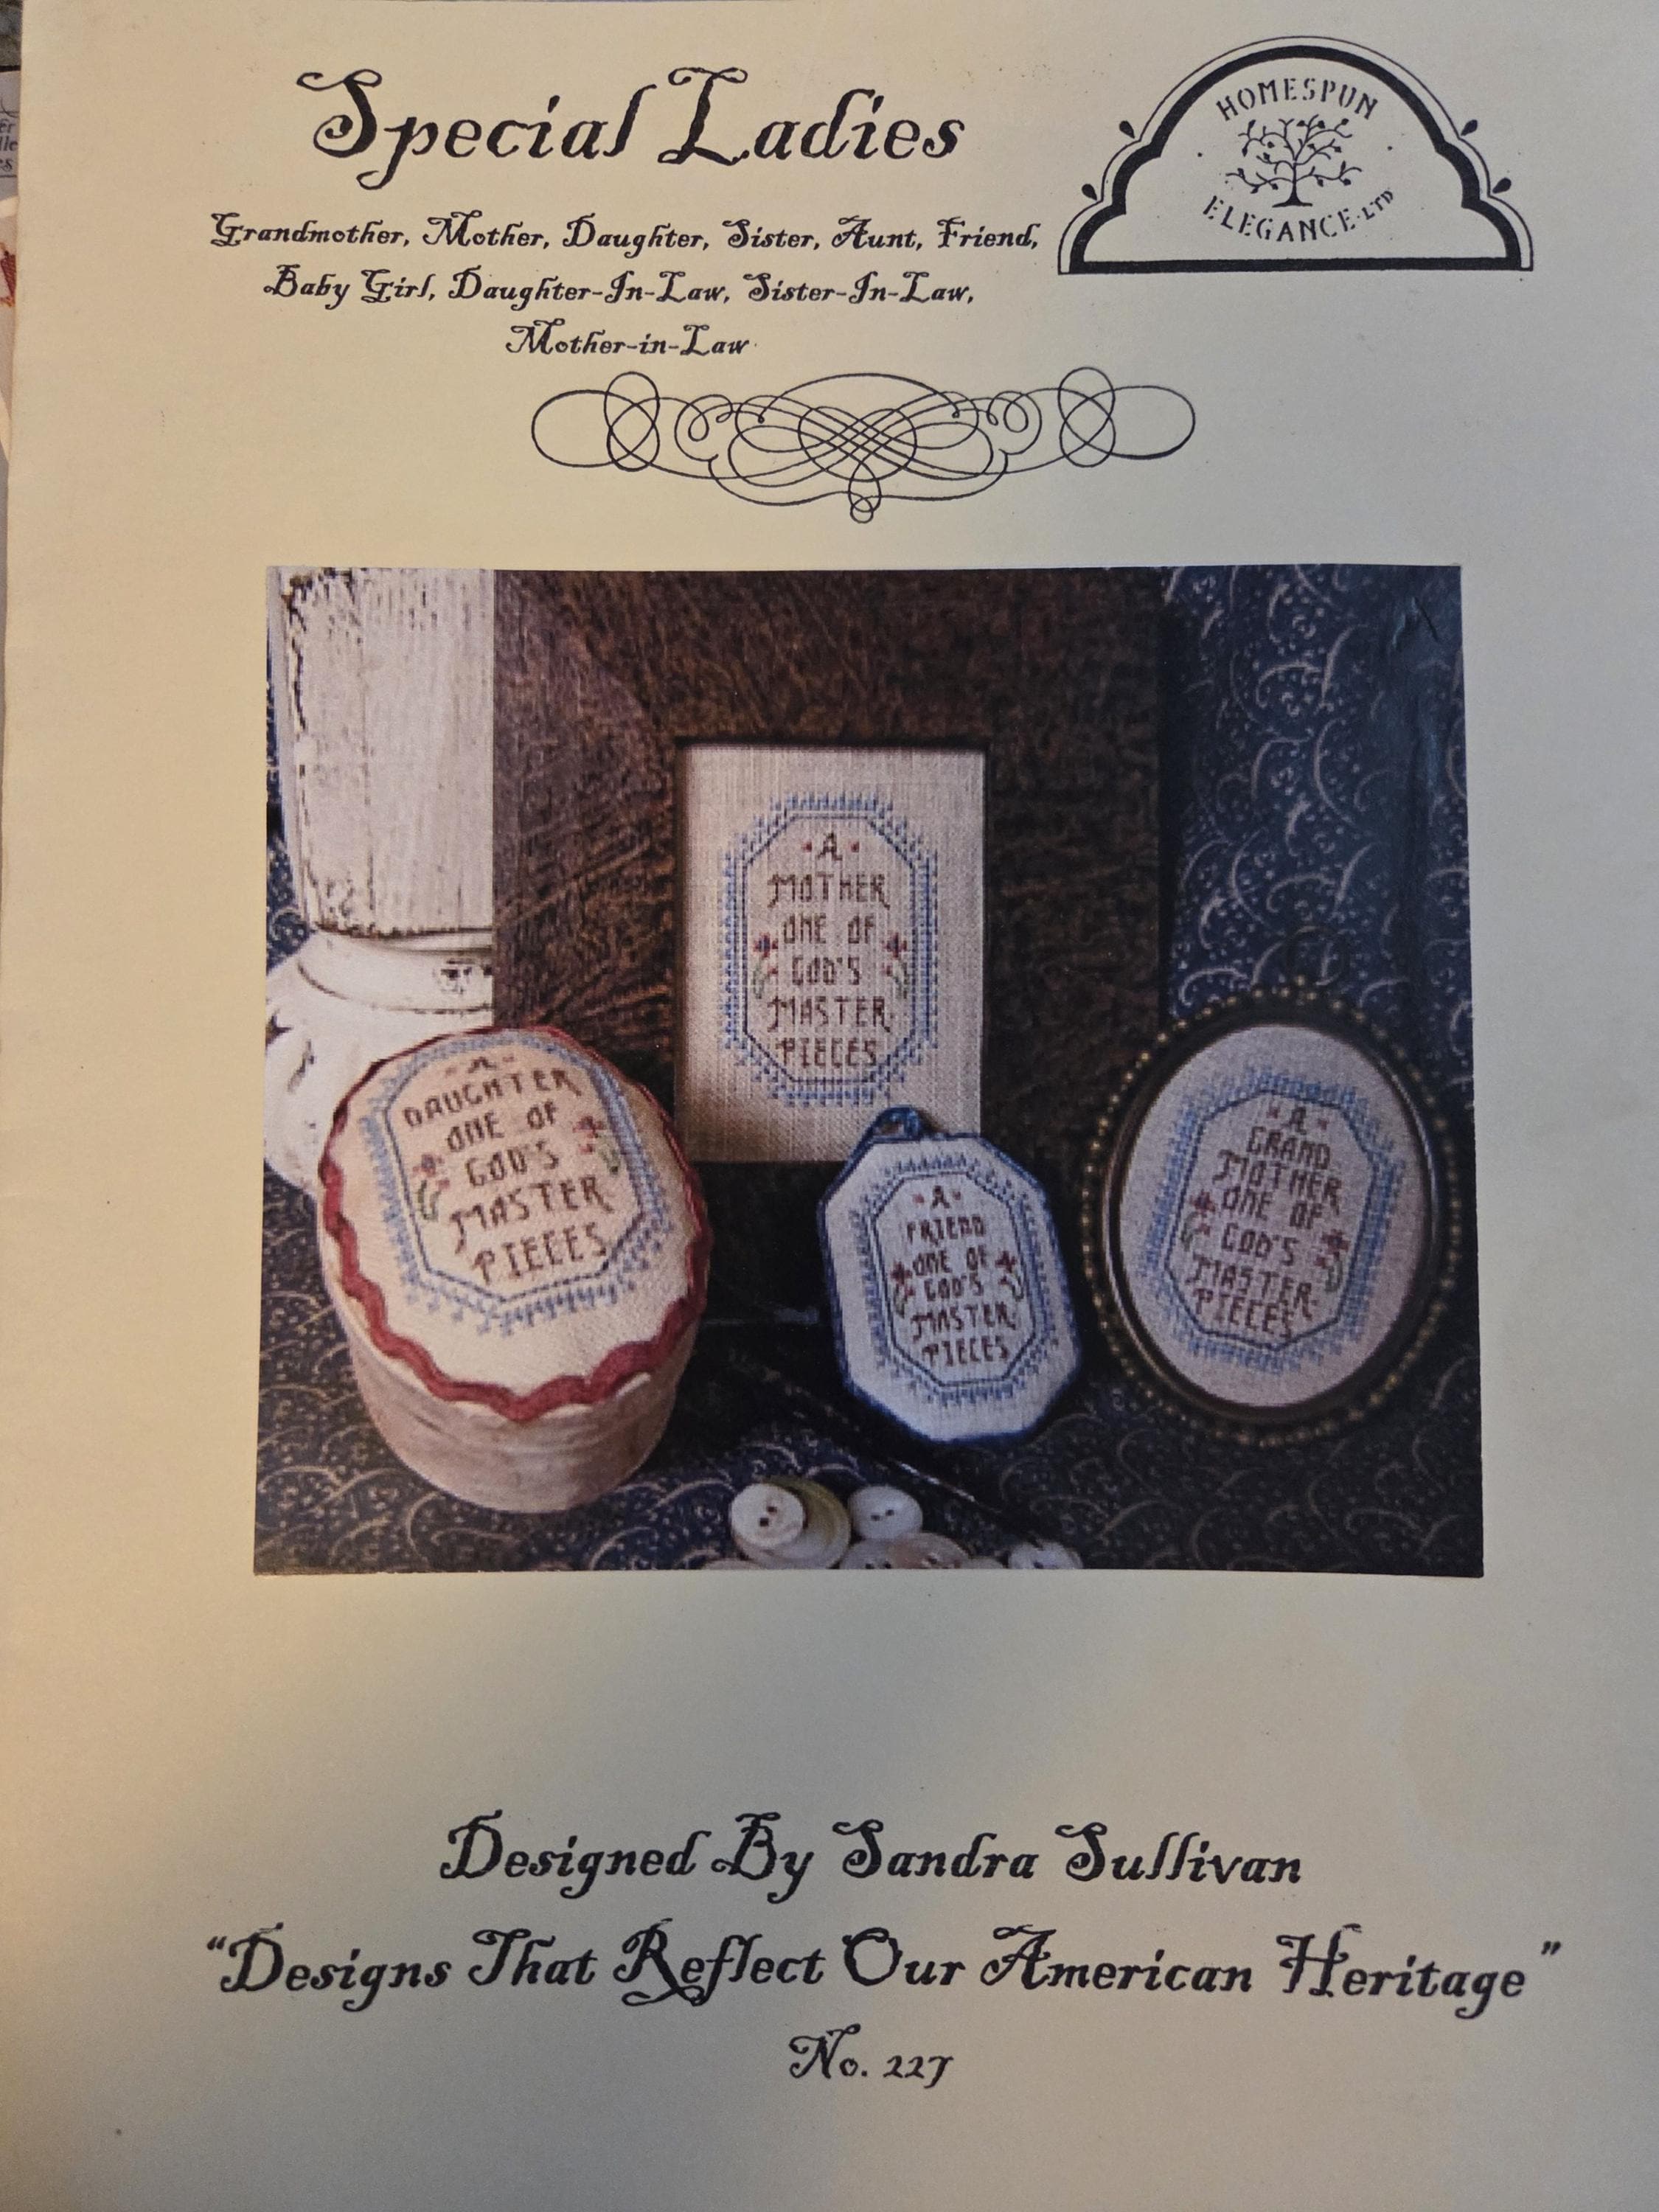 Special Ladies
Grandmother, Mother, Daughter, Sister, Aunt, Friend,
Baby Girl, Daughter-In-Law, Sister-In-Law,
Mother-in-Law
HOMESPUN
ELEGANCE LTD
A
MOTHER
ONE OF
GOD'S
MASTER
PIECES
A
DAUGHTER
ONE OF
GOD'S
MASTER
PIECES
A
FRIEND
ONE OF
GOD'S
MASTER
PIECES
A
GRAND
MOTHER
ONE OF
GOD'S
MASTER
PIECES
Designed By Sandra Sullivan
"Designs That Reflect Our American Heritage"
No. 227